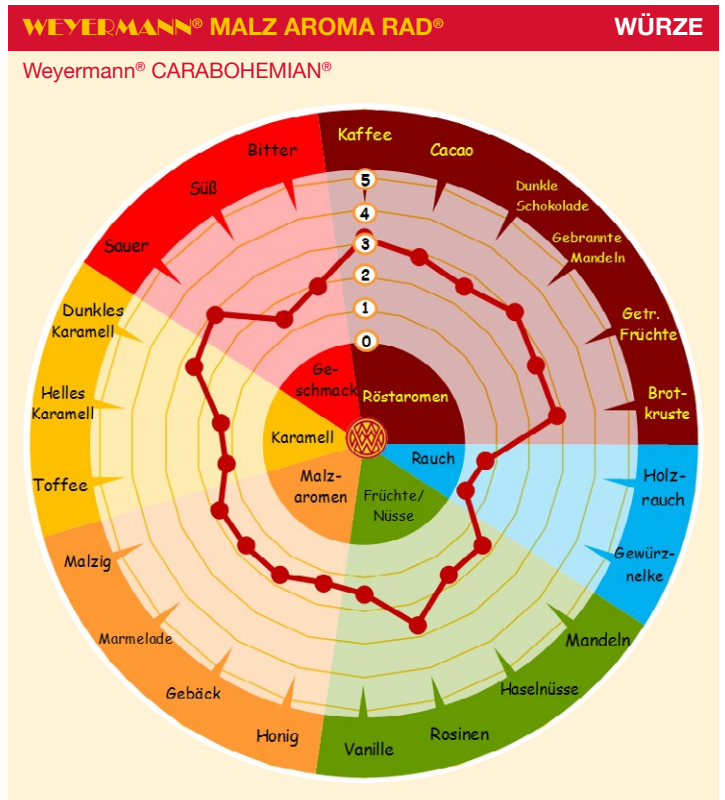 WEYERMANN® MALZ AROMA RAD®
WÜRZE
Weyermann® CARABOHEMIAN®
Kaffee
Cacao
Dunkle
Schokolade
Gebrannte
Mandeln
Getr.
Früchte
Brot-
kruste
Holz-
rauch
Gewürz-
nelke
Mandeln
Haselnüsse
Rosinen
Vanille
Honig
Gebäck
Marmelade
Malzig
Toffee
Helles
Karamell
Dunkles
Karamell
Sauer
Süß
Bitter
5
4
3
2
1
0
Ge-
schmack
Röstaromen
Karamell
Rauch
Malz-
aromen
Früchte/
Nüsse